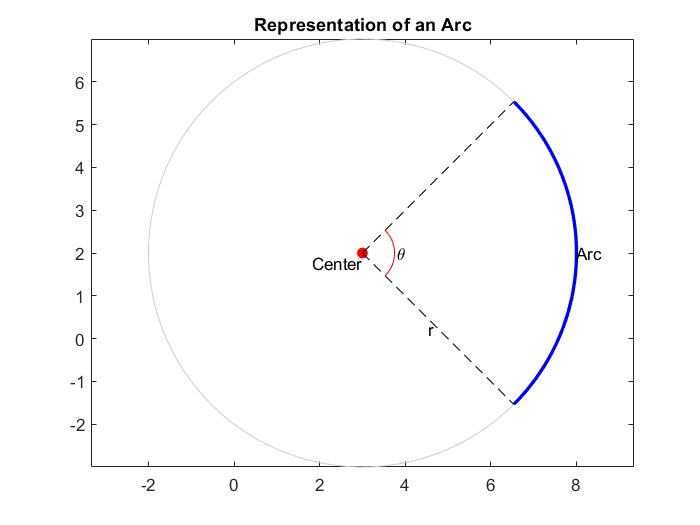 Representation of an Arc
6
5
4
3
2
1
0
-1
-2
Center
θ
Arc
r
-2 0 2 4 6 8